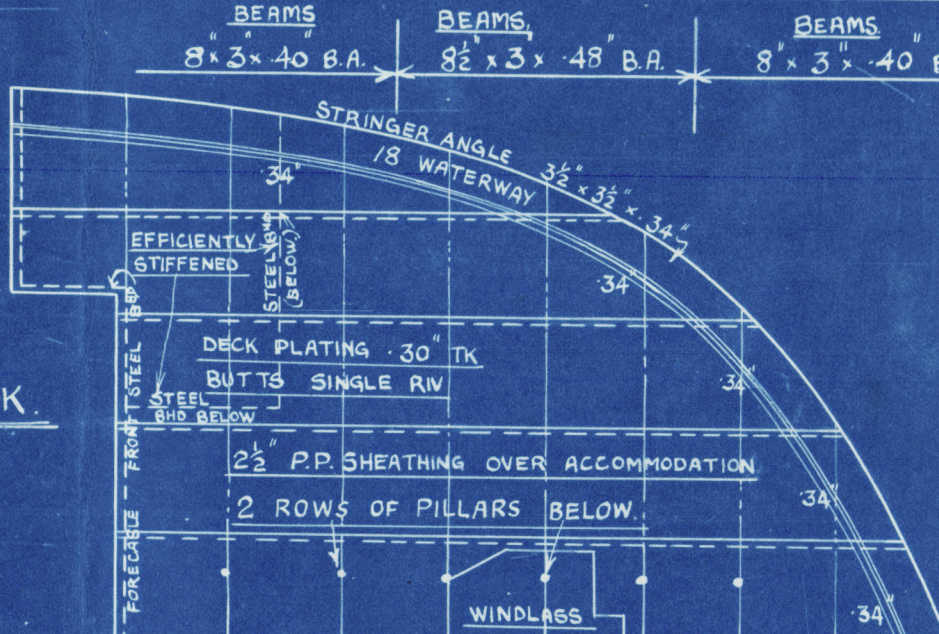 BEAMS
8" x 3" x .40" B.A.
BEAMS.
8½" x 3" x .48" B.A.
BEAMS.
8" x 3" x .40 B
STRINGER ANGLE
3½" x 3½" x .34"
18 WATERWAY
.34"
EFFICIENTLY
STIFFENED
STEEL BHD
(BELOW)
.34"
DECK PLATING .30" TK
BUTTS SINGLE RIV
.34"
STEEL
BHD BELOW
K.
2½" P.P. SHEATHING OVER ACCOMMODATION
.34"
2 ROWS OF PILLARS BELOW.
FORECABLE FRONT STEEL BHD
WINDLASS
.34"